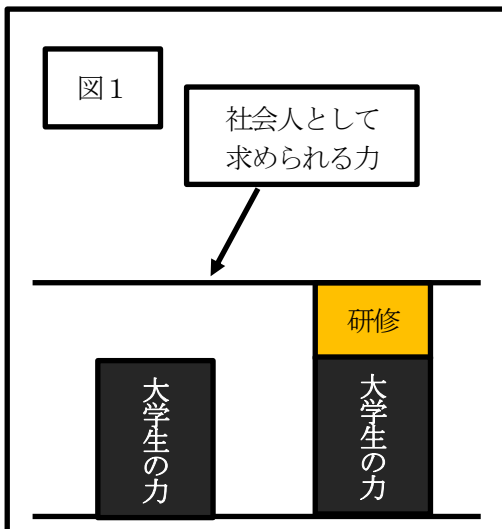 図1
社会人として
求められる力
研修
大学生の力
大学生の力